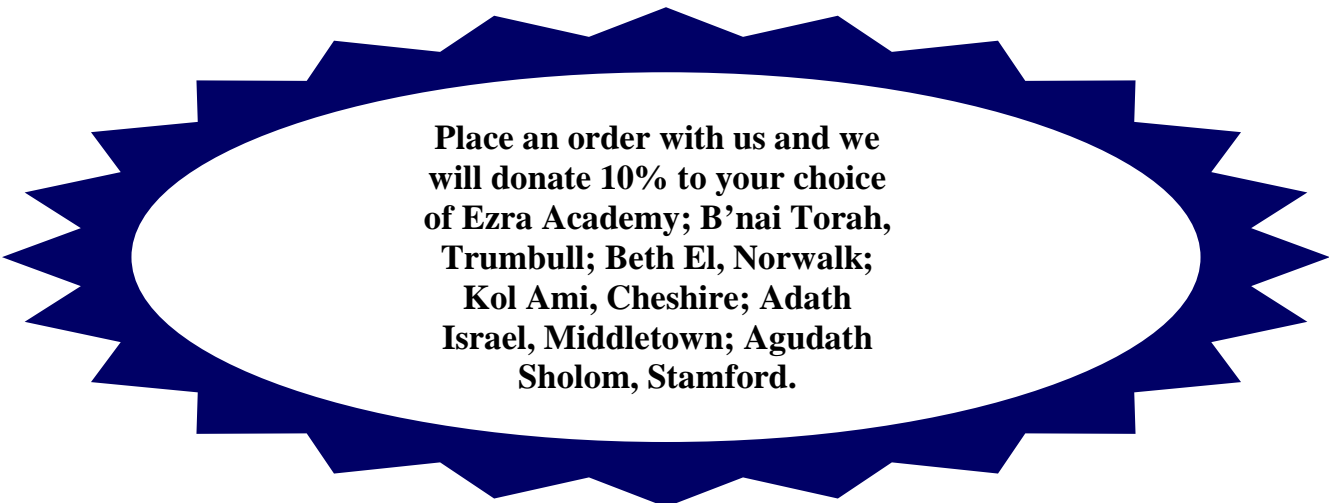 Place an order with us and we
will donate 10% to your choice
of Ezra Academy; B’nai Torah,
Trumbull; Beth El, Norwalk;
Kol Ami, Cheshire; Adath
Israel, Middletown; Agudath
Sholom, Stamford.